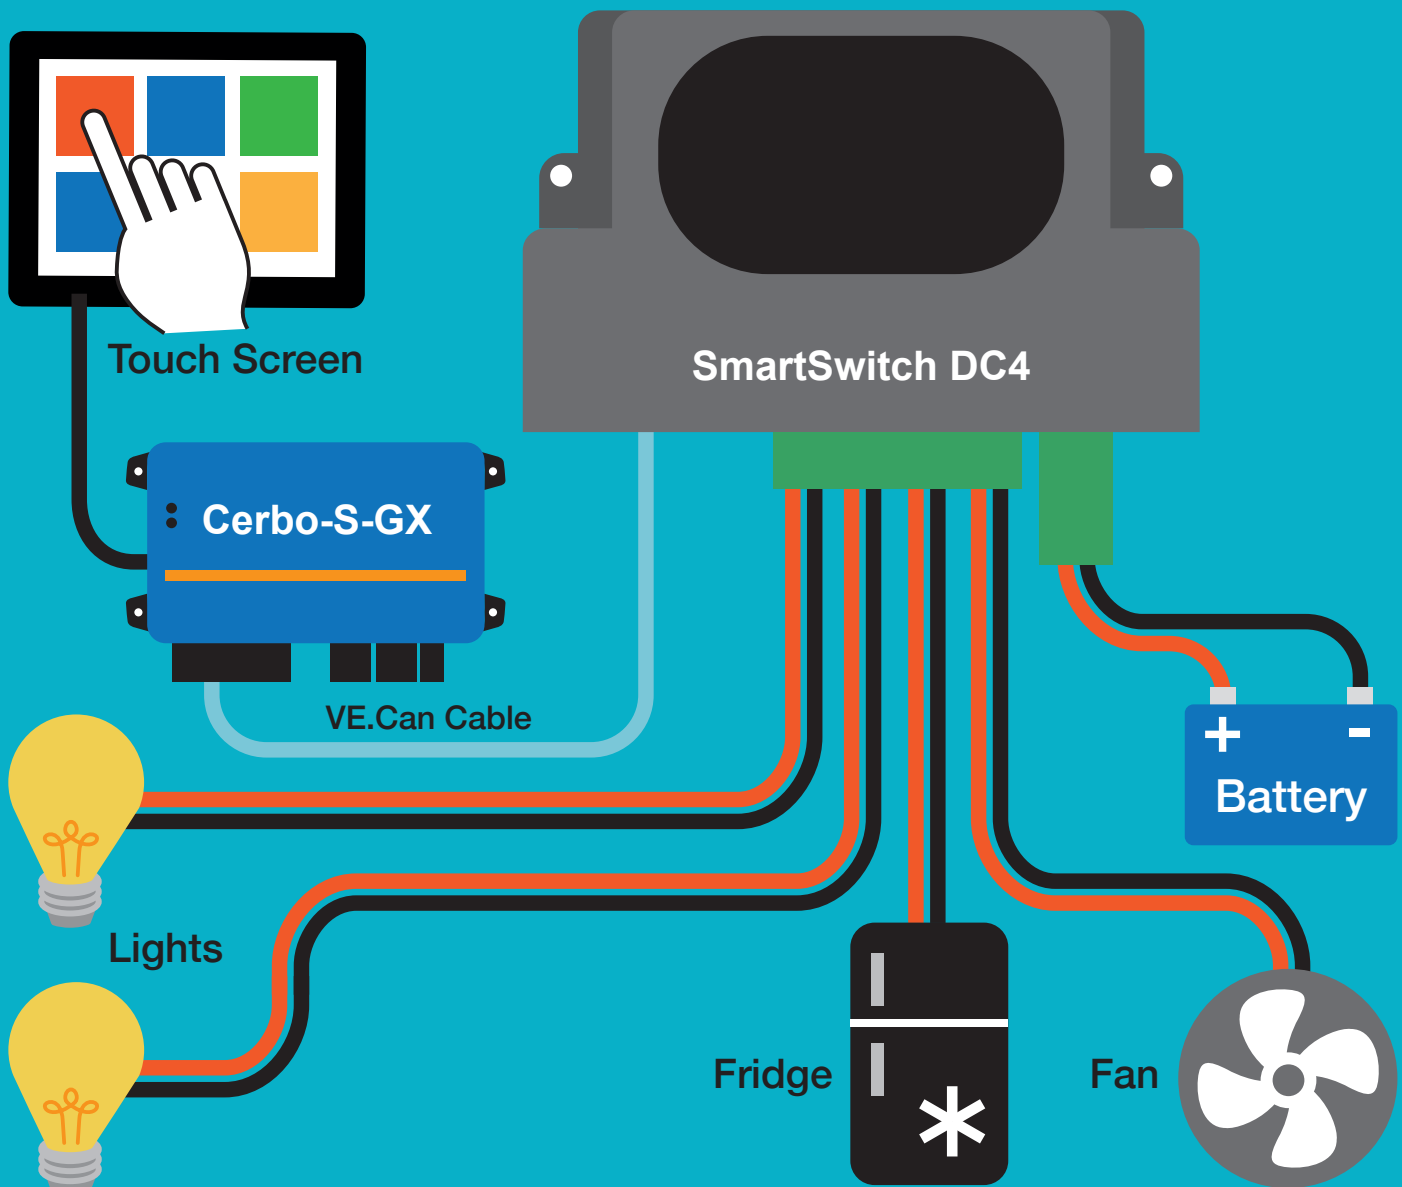 Touch Screen
SmartSwitch DC4
Cerbo-S-GX
VE.Can Cable
+ -
Battery
Lights
Fridge
Fan